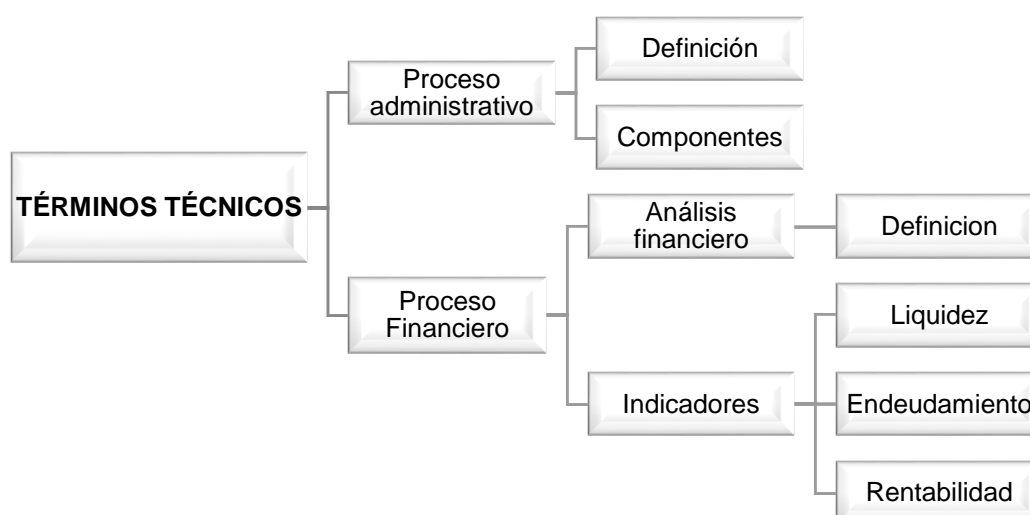 TÉRMINOS TÉCNICOS
Proceso
administrativo
Definición
Componentes
Proceso
Financiero
Análisis
financiero
Definicion
Indicadores
Liquidez
Endeudamiento
Rentabilidad